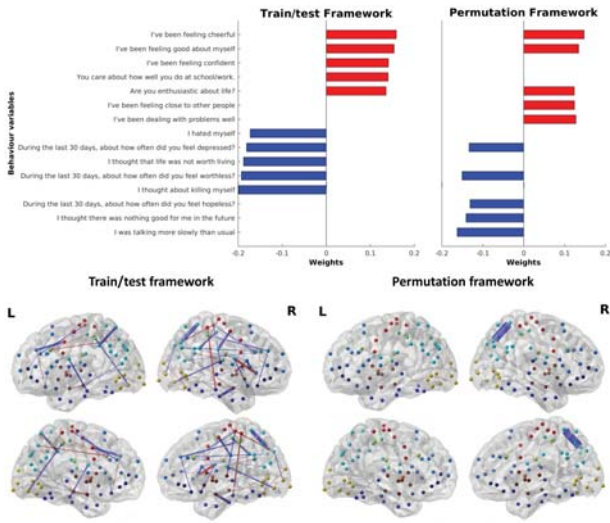 Train/test Framework
Permutation Framework
Behaviour variables
I've been feeling cheerful
I've been feeling good about myself
I've been feeling confident
You care about how well you do at school/work.
Are you enthusiastic about life?
I've been feeling close to other people
I've been dealing with problems well
I hated myself
During the last 30 days, about how often did you feel depressed?
I thought that life was not worth living
During the last 30 days, about how often did you feel worthless?
I thought about killing myself
During the last 30 days, about how often did you feel hopeless?
I thought there was nothing good for me in the future
I was talking more slowly than usual
-0.2 -0.1 0 0.1 0.2
Weights
-0.2 -0.1 0 0.1 0.2
Weights
Train/test framework
Permutation framework
L R L R